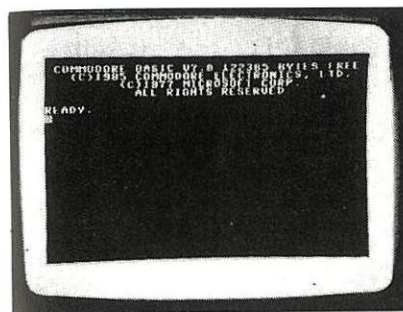 COMMODORE BASIC V7.0 122365 BYTES FREE
(C)1985 COMMODORE ELECTRONICS, LTD.
(C)1977 MICROSOFT CORP.
ALL RIGHTS RESERVED
READY.